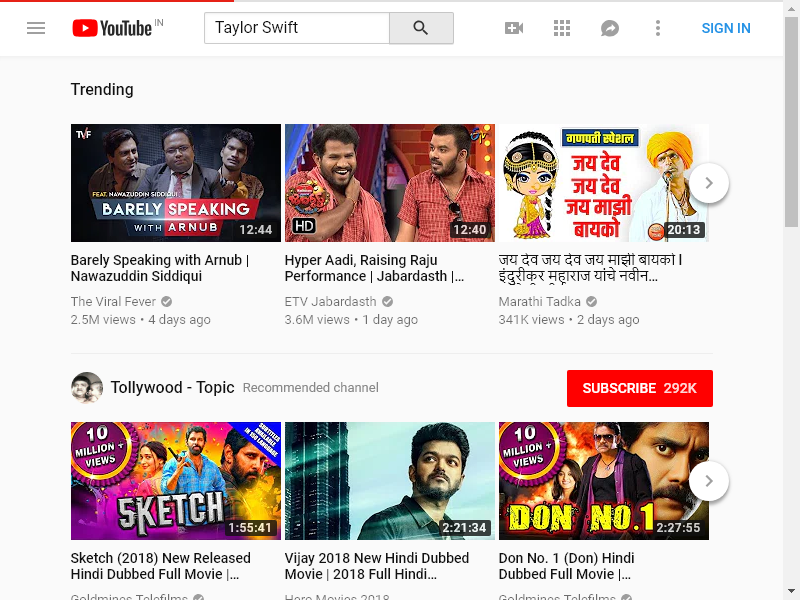 YouTube IN
Taylor Swift
SIGN IN
Trending
TVF
FEAT. NAWAZUDDIN SIDDIQUI
BARELY SPEAKING
WITH ARNUB
12:44
HD
12:40
गणपती स्पेशल
जय देव
जय देव
जय माझी
बायको
20:13
Barely Speaking with Arnub |
Nawazuddin Siddiqui
The Viral Fever
2.5M views • 4 days ago
Hyper Aadi, Raising Raju
Performance | Jabardasth |...
ETV Jabardasth
3.6M views • 1 day ago
जय देव जय देव जय माझी बायको l
इंदुरीकर महाराज यांचे नवीन...
Marathi Tadka
341K views • 2 days ago
Tollywood - Topic
Recommended channel
SUBSCRIBE 292K
10
MILLION +
VIEWS
SUBTITLES
AVAILABLE
IN 100 LANGUAGE
SKETCH
1:55:41
2:21:34
10
MILLION +
VIEWS
DON NO.1
2:27:55
Sketch (2018) New Released
Hindi Dubbed Full Movie |...
Goldmines Telefilms
Vijay 2018 New Hindi Dubbed
Movie | 2018 Full Hindi...
Hero Movies 2018
Don No. 1 (Don) Hindi
Dubbed Full Movie |...
Goldmines Telefilms